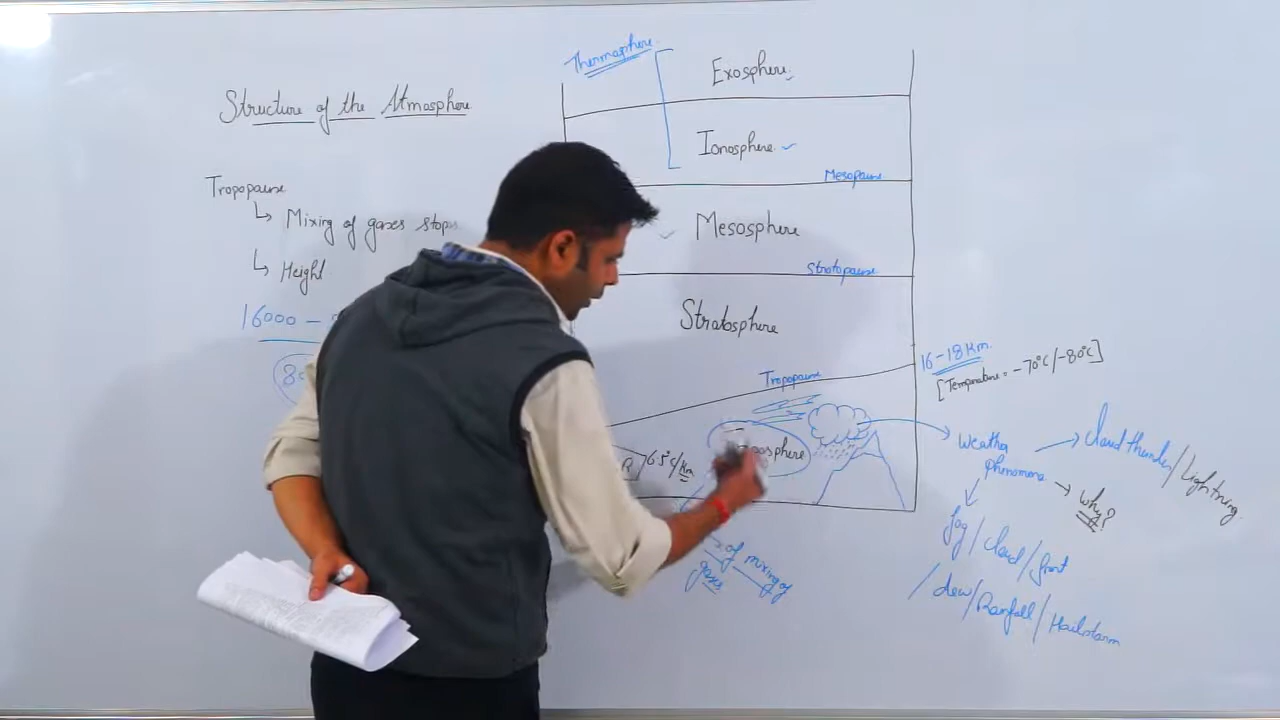 Thermosphere
Exosphere
Structure of the Atmosphere
Ionosphere
Mesopause
Tropopause
↳ Mixing of gases stops
Mesosphere
↳ Height
Stratopause
16000 –
Stratosphere
16-18 Km.
[Temperature = -70°C/-80°C]
Tropopause
R 6.5°C/Km
Weather phenomena
Cloud thunder/Lightning.
why?
of mixing of gases
fog/cloud/frost
/dew/Rainfall/Hailstorm